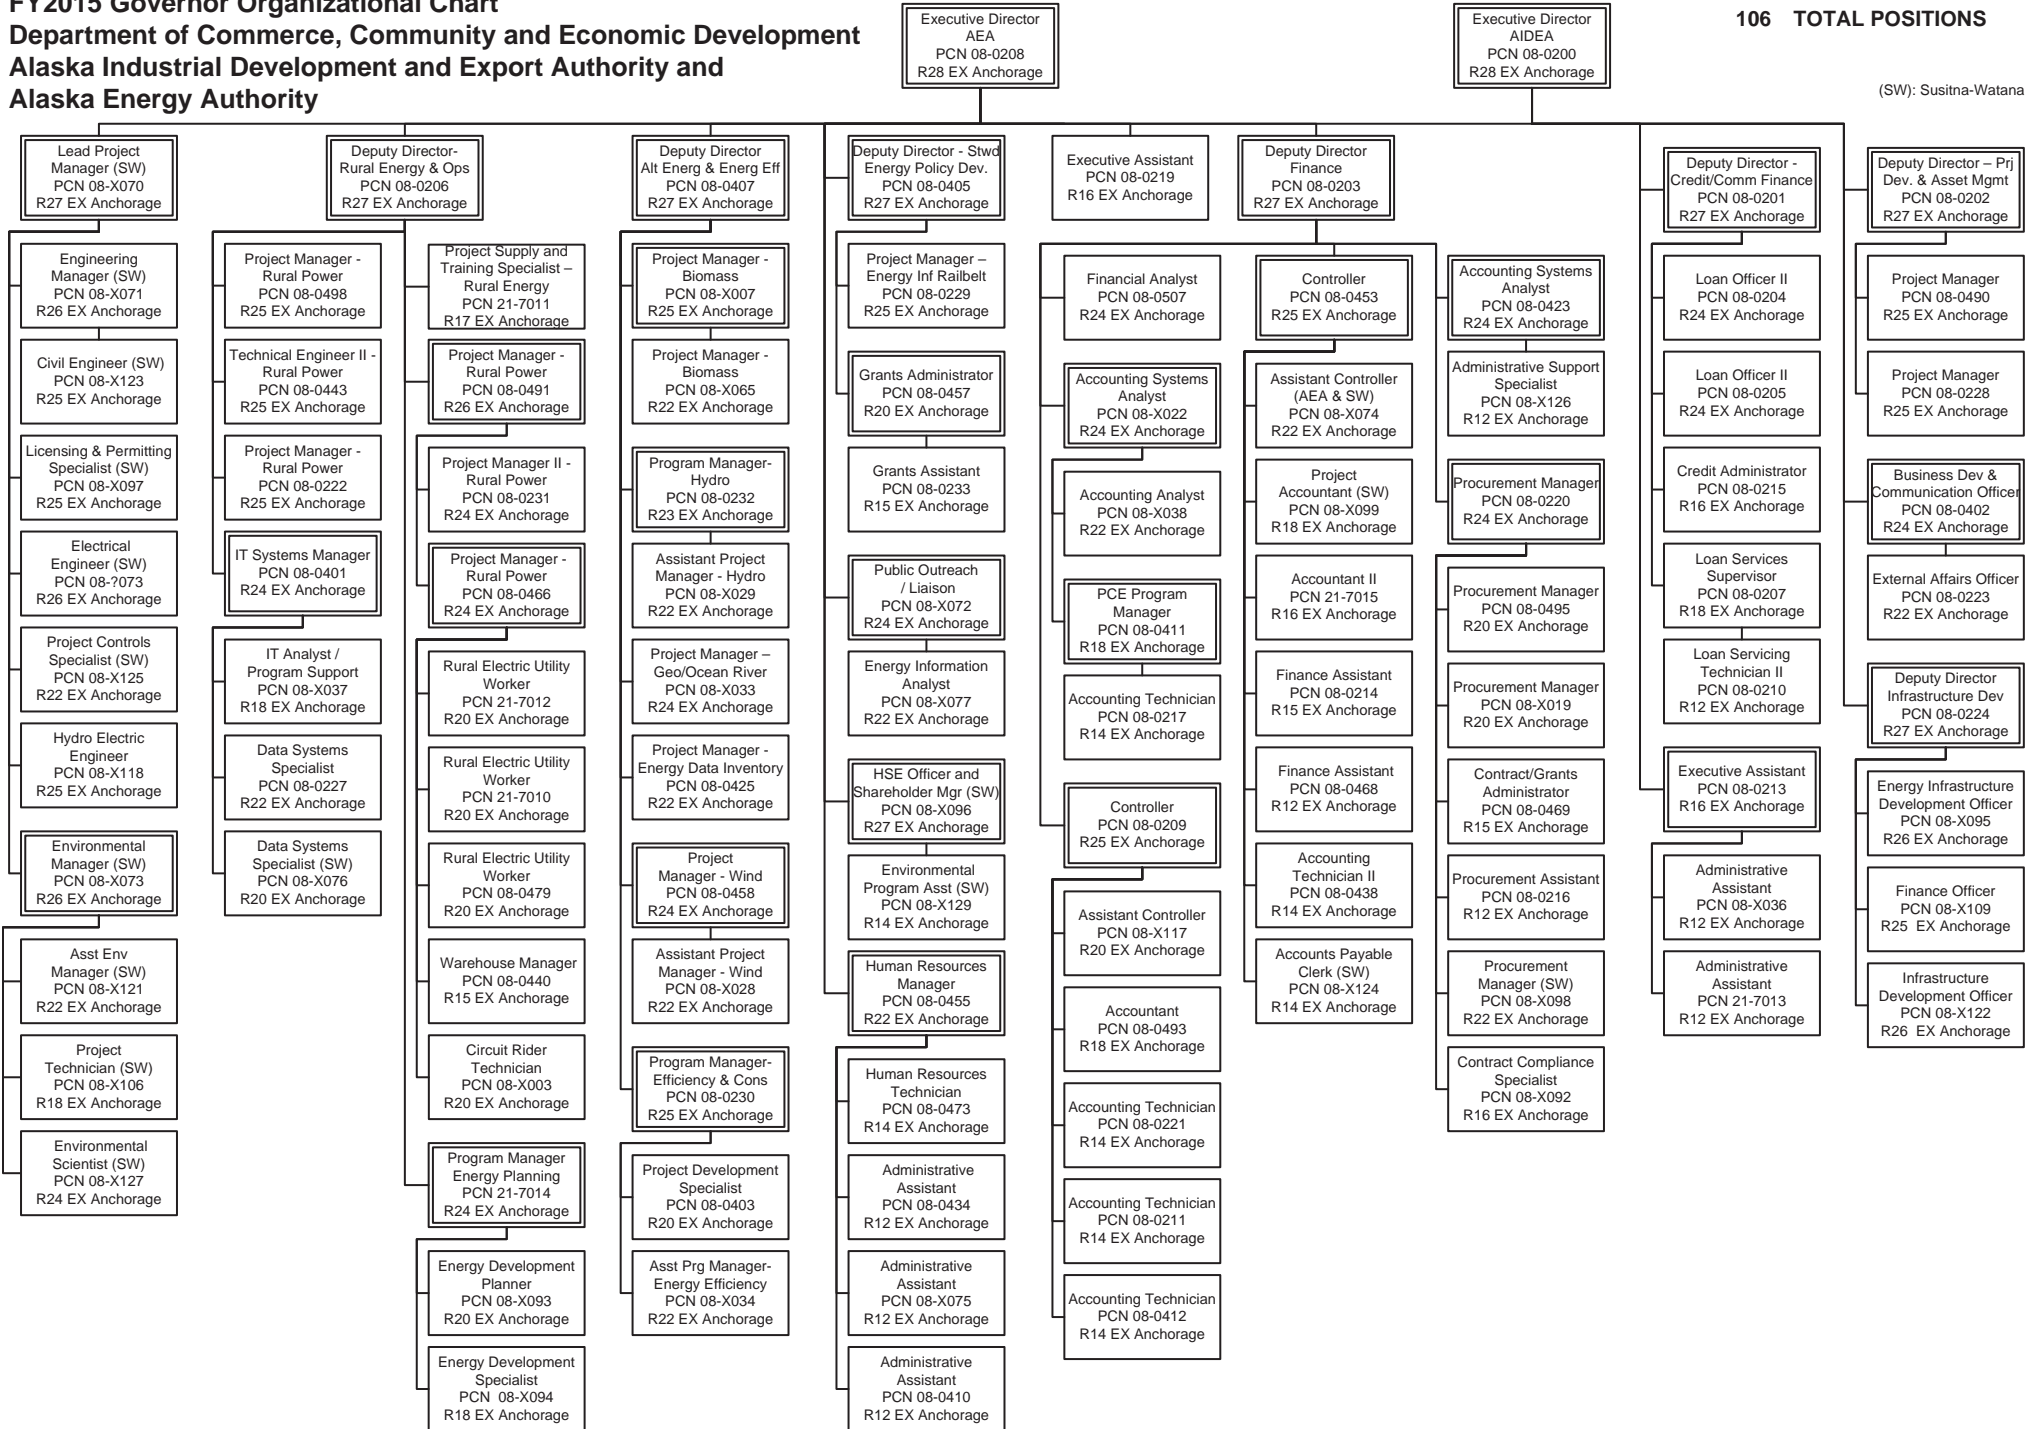 FY2015 Governor Organizational Chart
Department of Commerce, Community and Economic Development
Alaska Industrial Development and Export Authority and
Alaska Energy Authority
Executive Director
AEA
PCN 08-0208
R28 EX Anchorage
Executive Director
AIDEA
PCN 08-0200
R28 EX Anchorage
106 TOTAL POSITIONS
(SW): Susitna-Watana
Lead Project
Manager (SW)
PCN 08-X070
R27 EX Anchorage
Engineering
Manager (SW)
PCN 08-X071
R26 EX Anchorage
Civil Engineer (SW)
PCN 08-X123
R25 EX Anchorage
Licensing & Permitting
Specialist (SW)
PCN 08-X097
R25 EX Anchorage
Electrical
Engineer (SW)
PCN 08-?073
R26 EX Anchorage
Project Controls
Specialist (SW)
PCN 08-X125
R22 EX Anchorage
Hydro Electric
Engineer
PCN 08-X118
R25 EX Anchorage
Environmental
Manager (SW)
PCN 08-X073
R26 EX Anchorage
Asst Env
Manager (SW)
PCN 08-X121
R22 EX Anchorage
Project
Technician (SW)
PCN 08-X106
R18 EX Anchorage
Environmental
Scientist (SW)
PCN 08-X127
R24 EX Anchorage
Deputy Director-
Rural Energy & Ops
PCN 08-0206
R27 EX Anchorage
Project Manager -
Rural Power
PCN 08-0498
R25 EX Anchorage
Technical Engineer II -
Rural Power
PCN 08-0443
R25 EX Anchorage
Project Manager -
Rural Power
PCN 08-0222
R25 EX Anchorage
IT Systems Manager
PCN 08-0401
R24 EX Anchorage
IT Analyst /
Program Support
PCN 08-X037
R18 EX Anchorage
Data Systems
Specialist
PCN 08-0227
R22 EX Anchorage
Data Systems
Specialist (SW)
PCN 08-X076
R20 EX Anchorage
Project Supply and
Training Specialist –
Rural Energy
PCN 21-7011
R17 EX Anchorage
Project Manager -
Rural Power
PCN 08-0491
R26 EX Anchorage
Project Manager II -
Rural Power
PCN 08-0231
R24 EX Anchorage
Project Manager -
Rural Power
PCN 08-0466
R24 EX Anchorage
Rural Electric Utility
Worker
PCN 21-7012
R20 EX Anchorage
Rural Electric Utility
Worker
PCN 21-7010
R20 EX Anchorage
Rural Electric Utility
Worker
PCN 08-0479
R20 EX Anchorage
Warehouse Manager
PCN 08-0440
R15 EX Anchorage
Circuit Rider
Technician
PCN 08-X003
R20 EX Anchorage
Program Manager
Energy Planning
PCN 21-7014
R24 EX Anchorage
Energy Development
Planner
PCN 08-X093
R20 EX Anchorage
Energy Development
Specialist
PCN 08-X094
R18 EX Anchorage
Deputy Director
Alt Energ & Energ Eff
PCN 08-0407
R27 EX Anchorage
Project Manager -
Biomass
PCN 08-X007
R25 EX Anchorage
Project Manager -
Biomass
PCN 08-X065
R22 EX Anchorage
Program Manager-
Hydro
PCN 08-0232
R23 EX Anchorage
Assistant Project
Manager - Hydro
PCN 08-X029
R22 EX Anchorage
Project Manager –
Geo/Ocean River
PCN 08-X033
R24 EX Anchorage
Project Manager -
Energy Data Inventory
PCN 08-0425
R22 EX Anchorage
Project
Manager - Wind
PCN 08-0458
R24 EX Anchorage
Assistant Project
Manager - Wind
PCN 08-X028
R22 EX Anchorage
Program Manager-
Efficiency & Cons
PCN 08-0230
R25 EX Anchorage
Project Development
Specialist
PCN 08-0403
R20 EX Anchorage
Asst Prg Manager-
Energy Efficiency
PCN 08-X034
R22 EX Anchorage
Deputy Director - Stwd
Energy Policy Dev.
PCN 08-0405
R27 EX Anchorage
Project Manager –
Energy Inf Railbelt
PCN 08-0229
R25 EX Anchorage
Grants Administrator
PCN 08-0457
R20 EX Anchorage
Grants Assistant
PCN 08-0233
R15 EX Anchorage
Public Outreach
/ Liaison
PCN 08-X072
R24 EX Anchorage
Energy Information
Analyst
PCN 08-X077
R22 EX Anchorage
HSE Officer and
Shareholder Mgr (SW)
PCN 08-X096
R27 EX Anchorage
Environmental
Program Asst (SW)
PCN 08-X129
R14 EX Anchorage
Human Resources
Manager
PCN 08-0455
R22 EX Anchorage
Human Resources
Technician
PCN 08-0473
R14 EX Anchorage
Administrative
Assistant
PCN 08-0434
R12 EX Anchorage
Administrative
Assistant
PCN 08-X075
R12 EX Anchorage
Administrative
Assistant
PCN 08-0410
R12 EX Anchorage
Executive Assistant
PCN 08-0219
R16 EX Anchorage
Deputy Director
Finance
PCN 08-0203
R27 EX Anchorage
Financial Analyst
PCN 08-0507
R24 EX Anchorage
Accounting Systems
Analyst
PCN 08-X022
R24 EX Anchorage
Accounting Analyst
PCN 08-X038
R22 EX Anchorage
PCE Program
Manager
PCN 08-0411
R18 EX Anchorage
Accounting Technician
PCN 08-0217
R14 EX Anchorage
Controller
PCN 08-0209
R25 EX Anchorage
Assistant Controller
PCN 08-X117
R20 EX Anchorage
Accountant
PCN 08-0493
R18 EX Anchorage
Accounting Technician
PCN 08-0221
R14 EX Anchorage
Accounting Technician
PCN 08-0211
R14 EX Anchorage
Accounting Technician
PCN 08-0412
R14 EX Anchorage
Controller
PCN 08-0453
R25 EX Anchorage
Assistant Controller
(AEA & SW)
PCN 08-X074
R22 EX Anchorage
Project
Accountant (SW)
PCN 08-X099
R18 EX Anchorage
Accountant II
PCN 21-7015
R16 EX Anchorage
Finance Assistant
PCN 08-0214
R15 EX Anchorage
Finance Assistant
PCN 08-0468
R12 EX Anchorage
Accounting
Technician II
PCN 08-0438
R14 EX Anchorage
Accounts Payable
Clerk (SW)
PCN 08-X124
R14 EX Anchorage
Accounting Systems
Analyst
PCN 08-0423
R24 EX Anchorage
Administrative Support
Specialist
PCN 08-X126
R12 EX Anchorage
Procurement Manager
PCN 08-0220
R24 EX Anchorage
Procurement Manager
PCN 08-0495
R20 EX Anchorage
Procurement Manager
PCN 08-X019
R20 EX Anchorage
Contract/Grants
Administrator
PCN 08-0469
R15 EX Anchorage
Procurement Assistant
PCN 08-0216
R12 EX Anchorage
Procurement
Manager (SW)
PCN 08-X098
R22 EX Anchorage
Contract Compliance
Specialist
PCN 08-X092
R16 EX Anchorage
Deputy Director -
Credit/Comm Finance
PCN 08-0201
R27 EX Anchorage
Loan Officer II
PCN 08-0204
R24 EX Anchorage
Loan Officer II
PCN 08-0205
R24 EX Anchorage
Credit Administrator
PCN 08-0215
R16 EX Anchorage
Loan Services
Supervisor
PCN 08-0207
R18 EX Anchorage
Loan Servicing
Technician II
PCN 08-0210
R12 EX Anchorage
Executive Assistant
PCN 08-0213
R16 EX Anchorage
Administrative
Assistant
PCN 08-X036
R12 EX Anchorage
Administrative
Assistant
PCN 21-7013
R12 EX Anchorage
Deputy Director – Prj
Dev. & Asset Mgmt
PCN 08-0202
R27 EX Anchorage
Project Manager
PCN 08-0490
R25 EX Anchorage
Project Manager
PCN 08-0228
R25 EX Anchorage
Business Dev &
Communication Officer
PCN 08-0402
R24 EX Anchorage
External Affairs Officer
PCN 08-0223
R22 EX Anchorage
Deputy Director
Infrastructure Dev
PCN 08-0224
R27 EX Anchorage
Energy Infrastructure
Development Officer
PCN 08-X095
R26 EX Anchorage
Finance Officer
PCN 08-X109
R25 EX Anchorage
Infrastructure
Development Officer
PCN 08-X122
R26 EX Anchorage